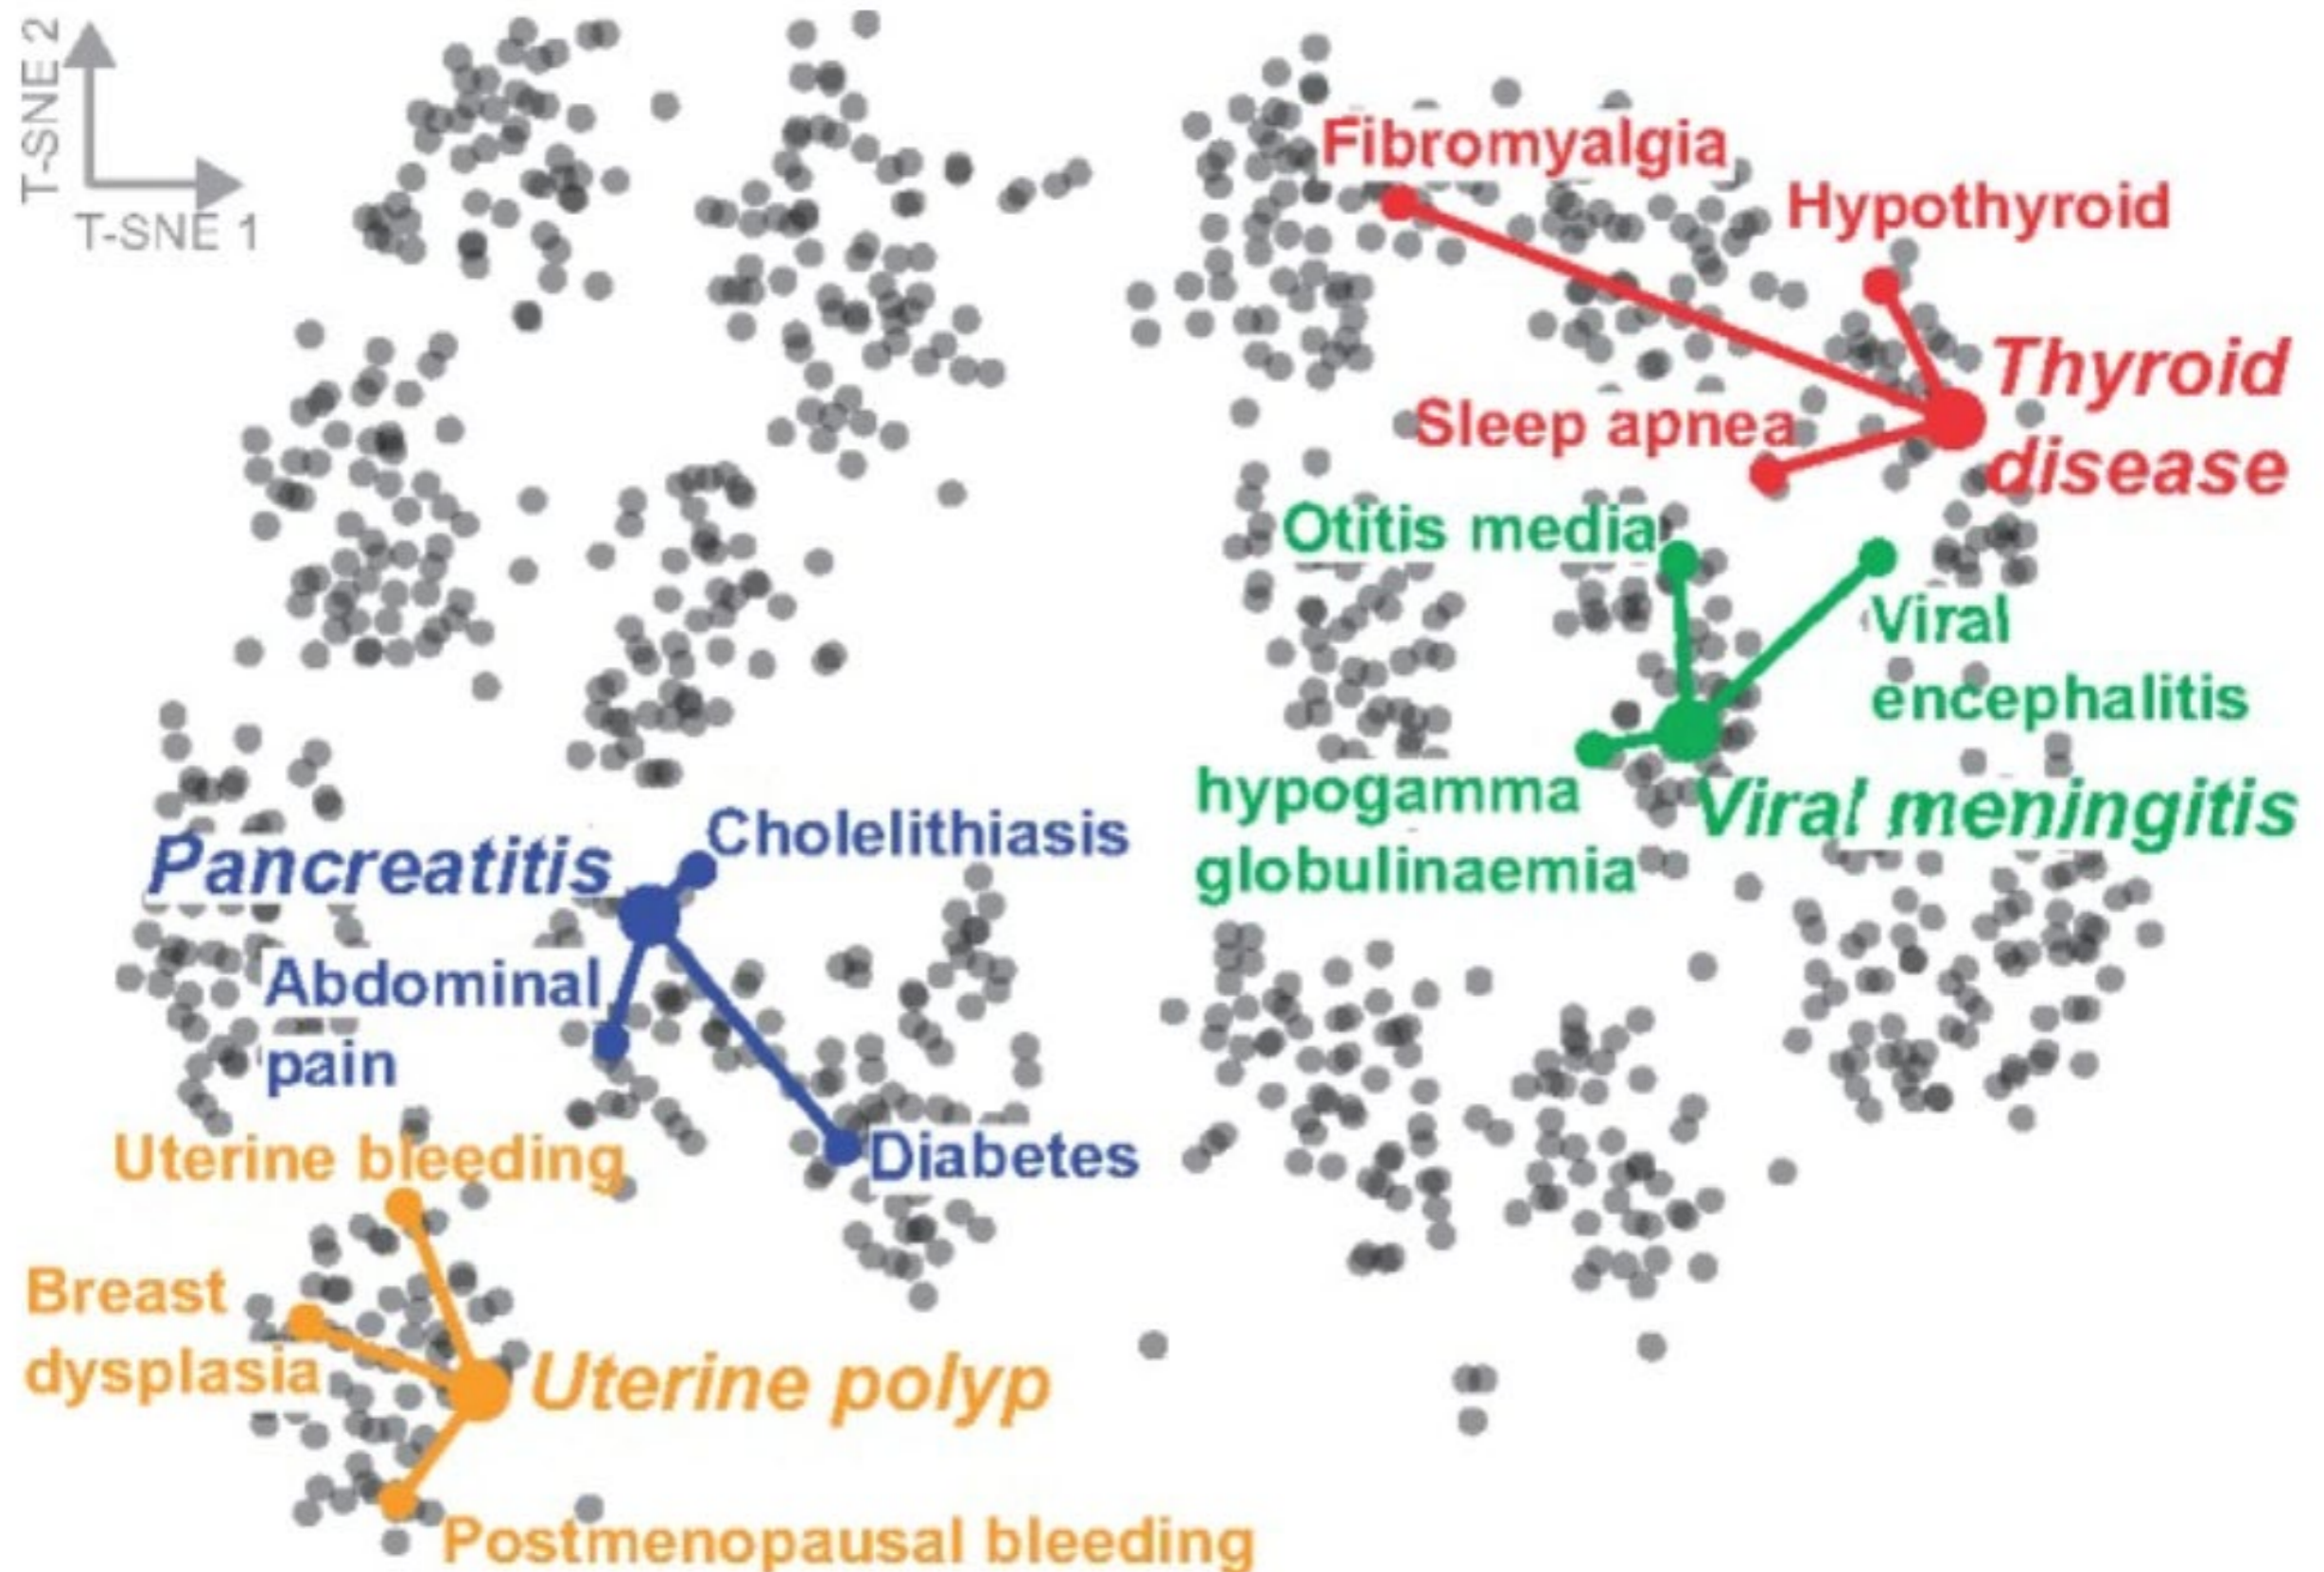 T-SNE 2
T-SNE 1
Fibromyalgia
Hypothyroid
Thyroid
disease
Sleep apnea
Otitis media
Viral
encephalitis
hypogamma
globulinaemia
Viral meningitis
Pancreatitis
Cholelithiasis
Abdominal
pain
Diabetes
Uterine bleeding
Breast
dysplasia
Uterine polyp
Postmenopausal bleeding